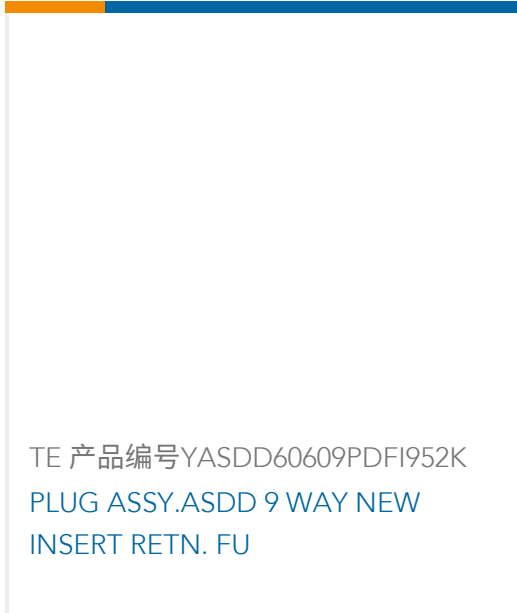 TE 产品编号YASDD60609PDFI952K
PLUG ASSY.ASDD 9 WAY NEW
INSERT RETN. FU